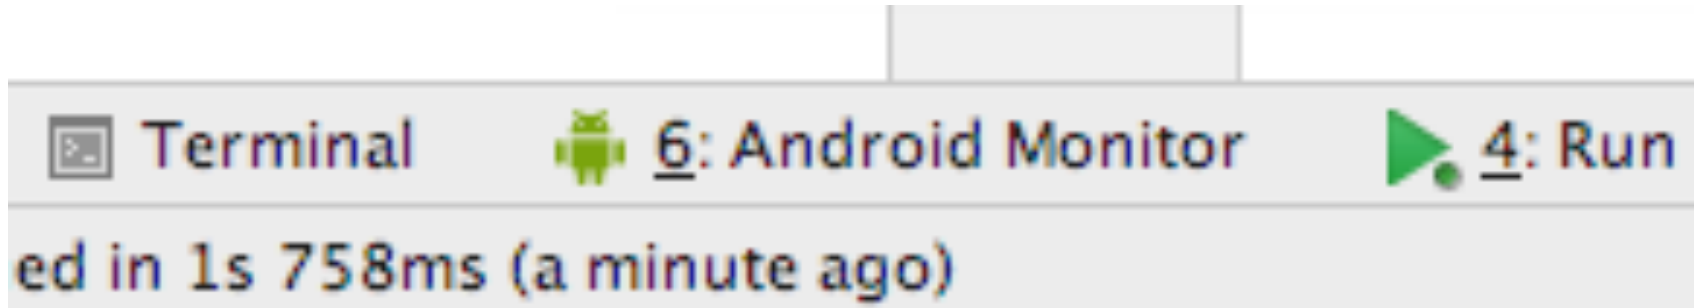 Terminal 6: Android Monitor 4: Run
ed in 1s 758ms (a minute ago)